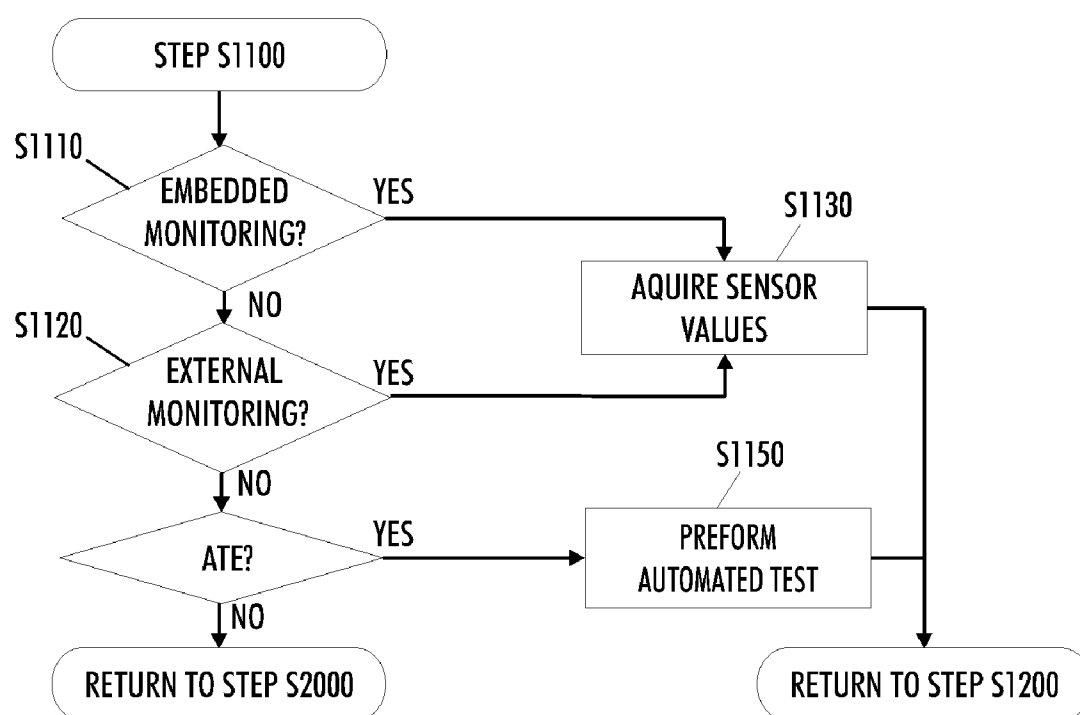 STEP S1100
S1110
EMBEDDED
MONITORING?
YES
S1130
AQUIRE SENSOR
VALUES
NO
S1120
EXTERNAL
MONITORING?
YES
NO
S1150
ATE?
YES
PREFORM
AUTOMATED TEST
NO
RETURN TO STEP S2000
RETURN TO STEP S1200